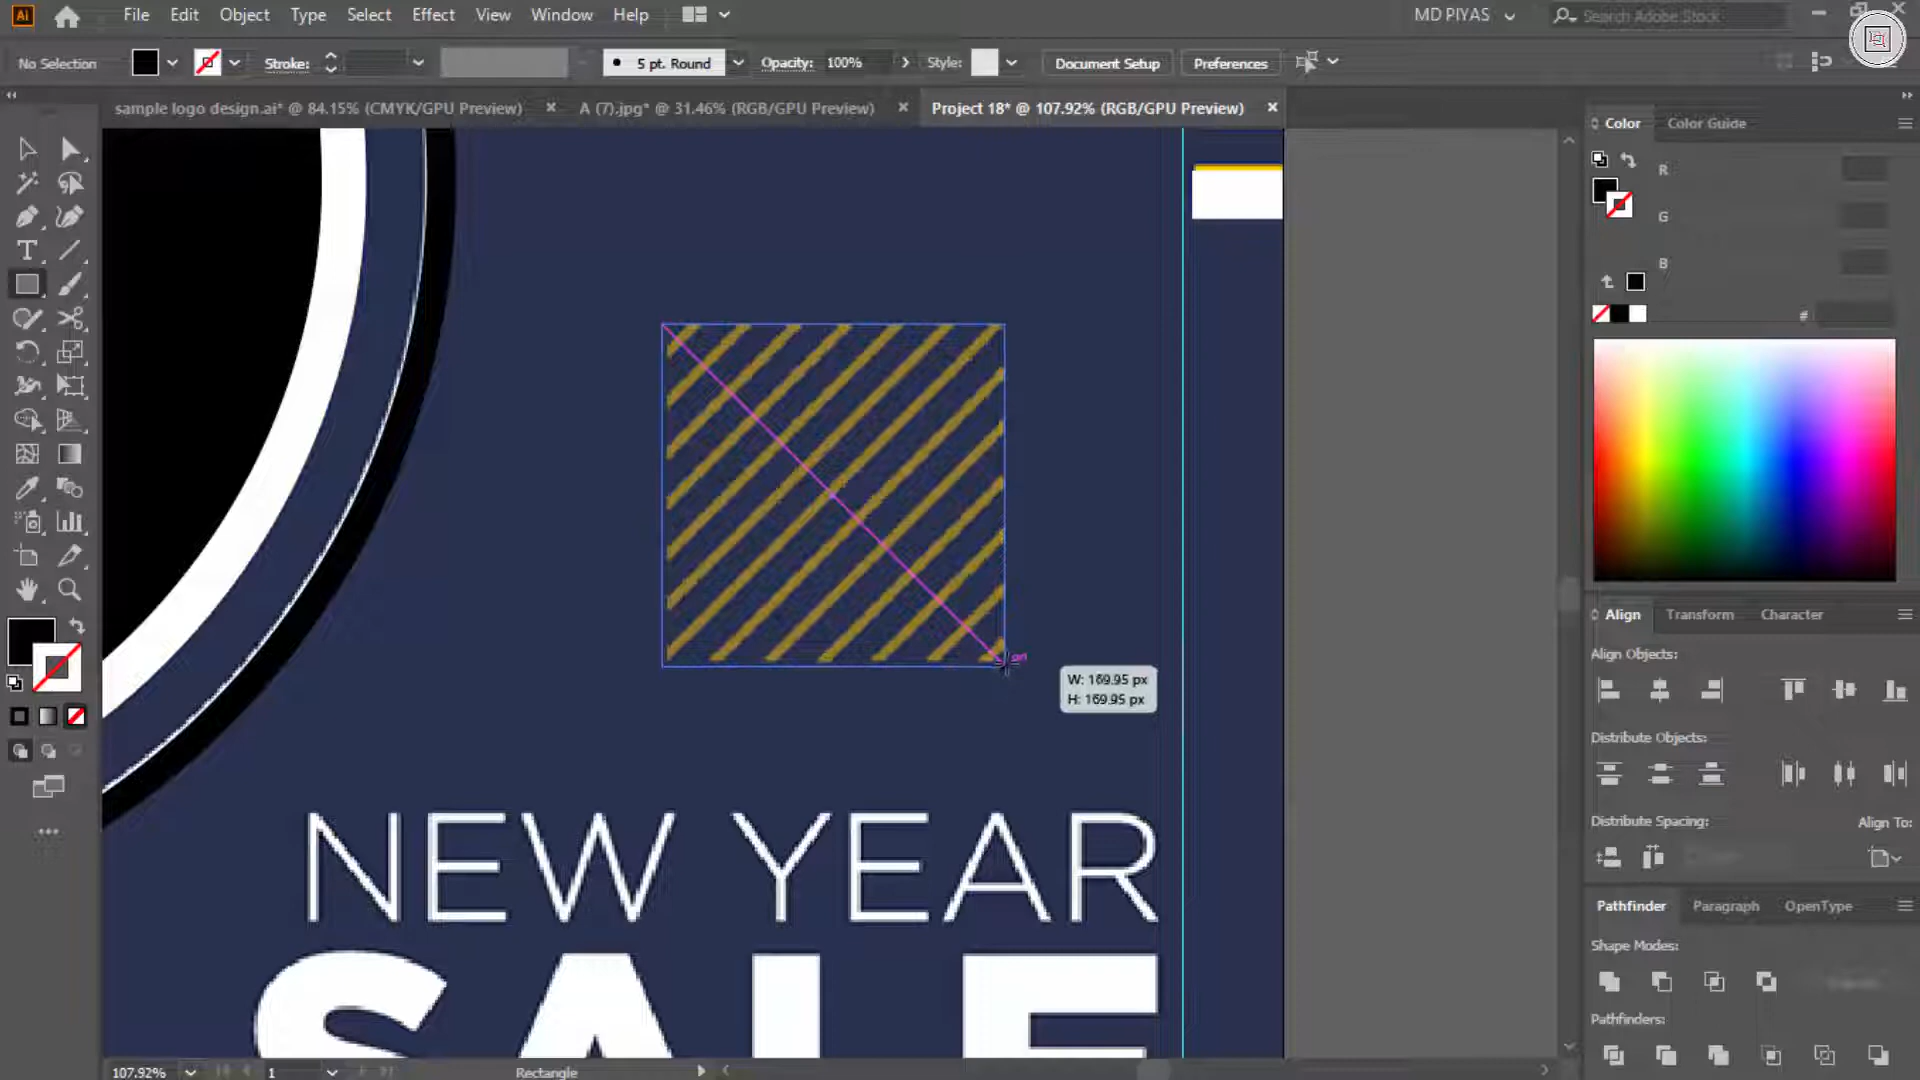 Ai File Edit Object Type Select Effect View Window Help MD PIYAS Search Adobe Stock
No Selection Stroke: 5 pt. Round Opacity: 100% Style: Document Setup Preferences
sample logo design.ai* @ 84.15% (CMYK/GPU Preview) A (7).jpg* @ 31.46% (RGB/GPU Preview) Project 18* @ 107.92% (RGB/GPU Preview)
Color Color Guide
R
G
B
#
W: 169.95 px
H: 169.95 px
NEW YEAR
SALE
Align Transform Character
Align Objects:
Distribute Objects:
Distribute Spacing: Align To:
Pathfinder Paragraph OpenType
Shape Modes:
Pathfinders:
107.92% 1 Rectangle